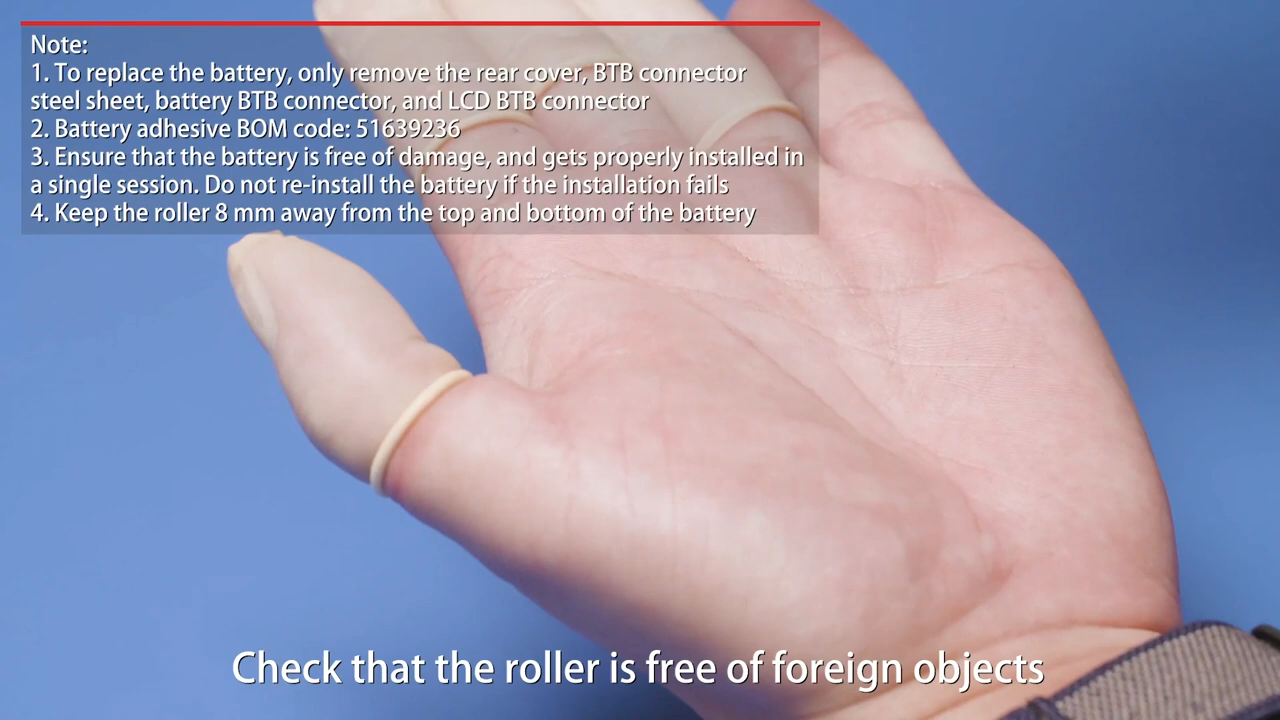 Note:
1. To replace the battery, only remove the rear cover, BTB connector
steel sheet, battery BTB connector, and LCD BTB connector
2. Battery adhesive BOM code: 51639236
3. Ensure that the battery is free of damage, and gets properly installed in
a single session. Do not re-install the battery if the installation fails
4. Keep the roller 8 mm away from the top and bottom of the battery
Check that the roller is free of foreign objects